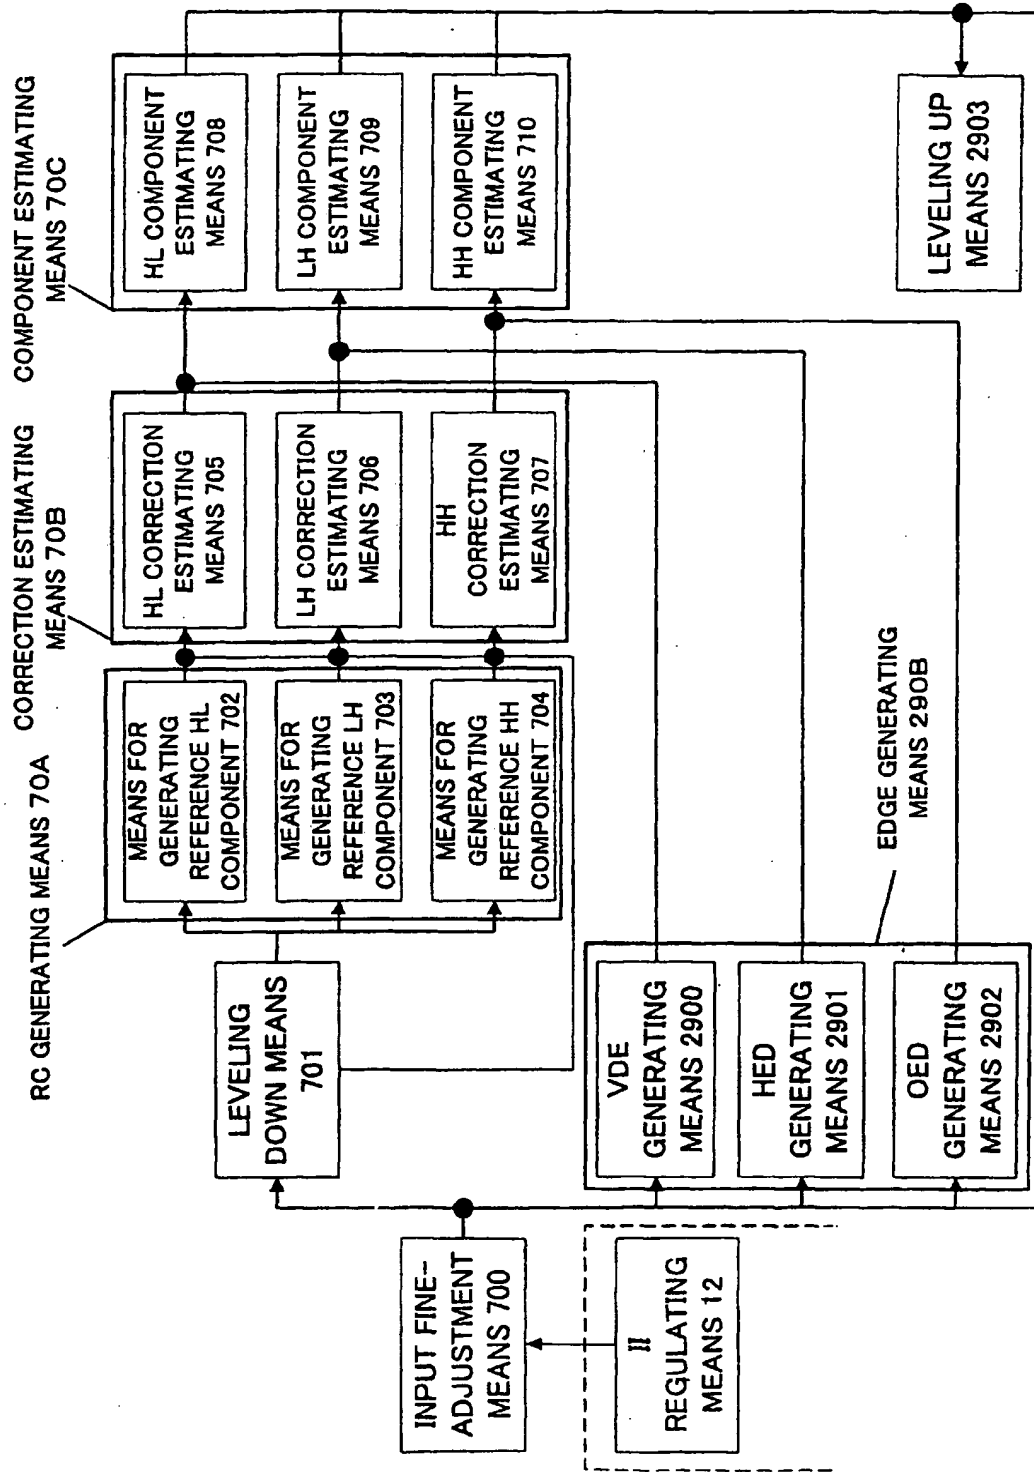 RC GENERATING MEANS 70A
CORRECTION ESTIMATING
MEANS 70B
COMPONENT ESTIMATING
MEANS 70C
INPUT FINE-
ADJUSTMENT
MEANS 700
II
REGULATING
MEANS 12
LEVELING
DOWN MEANS
701
MEANS FOR
GENERATING
REFERENCE HL
COMPONENT 702
MEANS FOR
GENERATING
REFERENCE LH
COMPONENT 703
MEANS FOR
GENERATING
REFERENCE HH
COMPONENT 704
HL CORRECTION
ESTIMATING
MEANS 705
LH CORRECTION
ESTIMATING
MEANS 706
HH
CORRECTION
ESTIMATING
MEANS 707
HL COMPONENT
ESTIMATING
MEANS 708
LH COMPONENT
ESTIMATING
MEANS 709
HH COMPONENT
ESTIMATING
MEANS 710
VDE
GENERATING
MEANS 2900
HED
GENERATING
MEANS 2901
OED
GENERATING
MEANS 2902
EDGE GENERATING
MEANS 290B
LEVELING UP
MEANS 2903